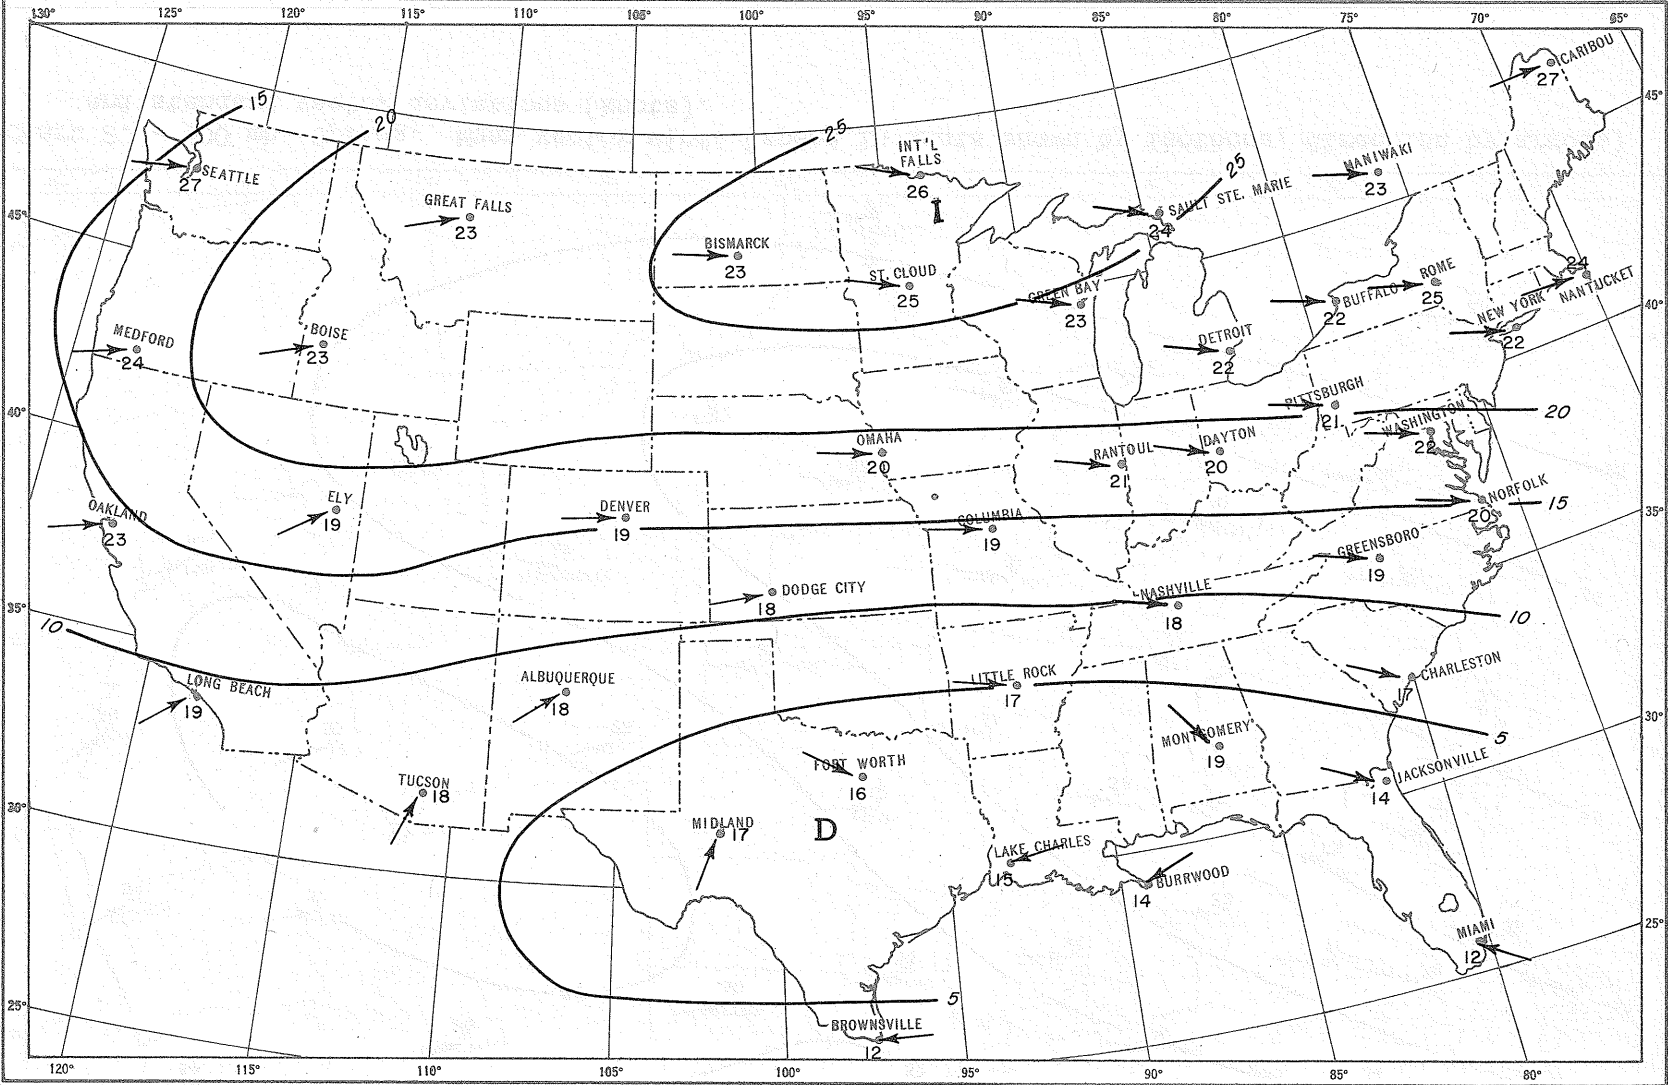 130° 125° 120° 115° 110° 105° 100° 95° 90° 85° 80° 75° 70° 65°
CARIBOU
27
45°
15
20
25
INT'L
FALLS
26
I
25
MANIWAKI
23
SEATTLE
27
GREAT FALLS
23
SAULT STE. MARIE
24
45°
BISMARCK
23
ST. CLOUD
25
GREEN BAY
23
BUFFALO
22
ROME
25
24
NANTUCKET
NEW YORK
22
40°
MEDFORD
24
BOISE
23
DETROIT
22
PITTSBURGH
21
20
40°
WASHINGTON
22
OMAHA
20
RANTOUL
21
DAYTON
20
OAKLAND
23
ELY
19
DENVER
19
COLUMBIA
19
NORFOLK
20
15
35°
GREENSBORO
19
DODGE CITY
18
NASHVILLE
18
10
35°
10
LONG BEACH
19
ALBUQUERQUE
18
LITTLE ROCK
17
CHARLESTON
17
30°
MONTGOMERY
19
5
FORT WORTH
16
JACKSONVILLE
14
TUCSON
18
30°
MIDLAND
17
D
LAKE CHARLES
15
BURRWOOD
14
25°
MIAMI
12
25°
5
BROWNSVILLE
12
120° 115° 110° 105° 100° 95° 90° 85° 80°